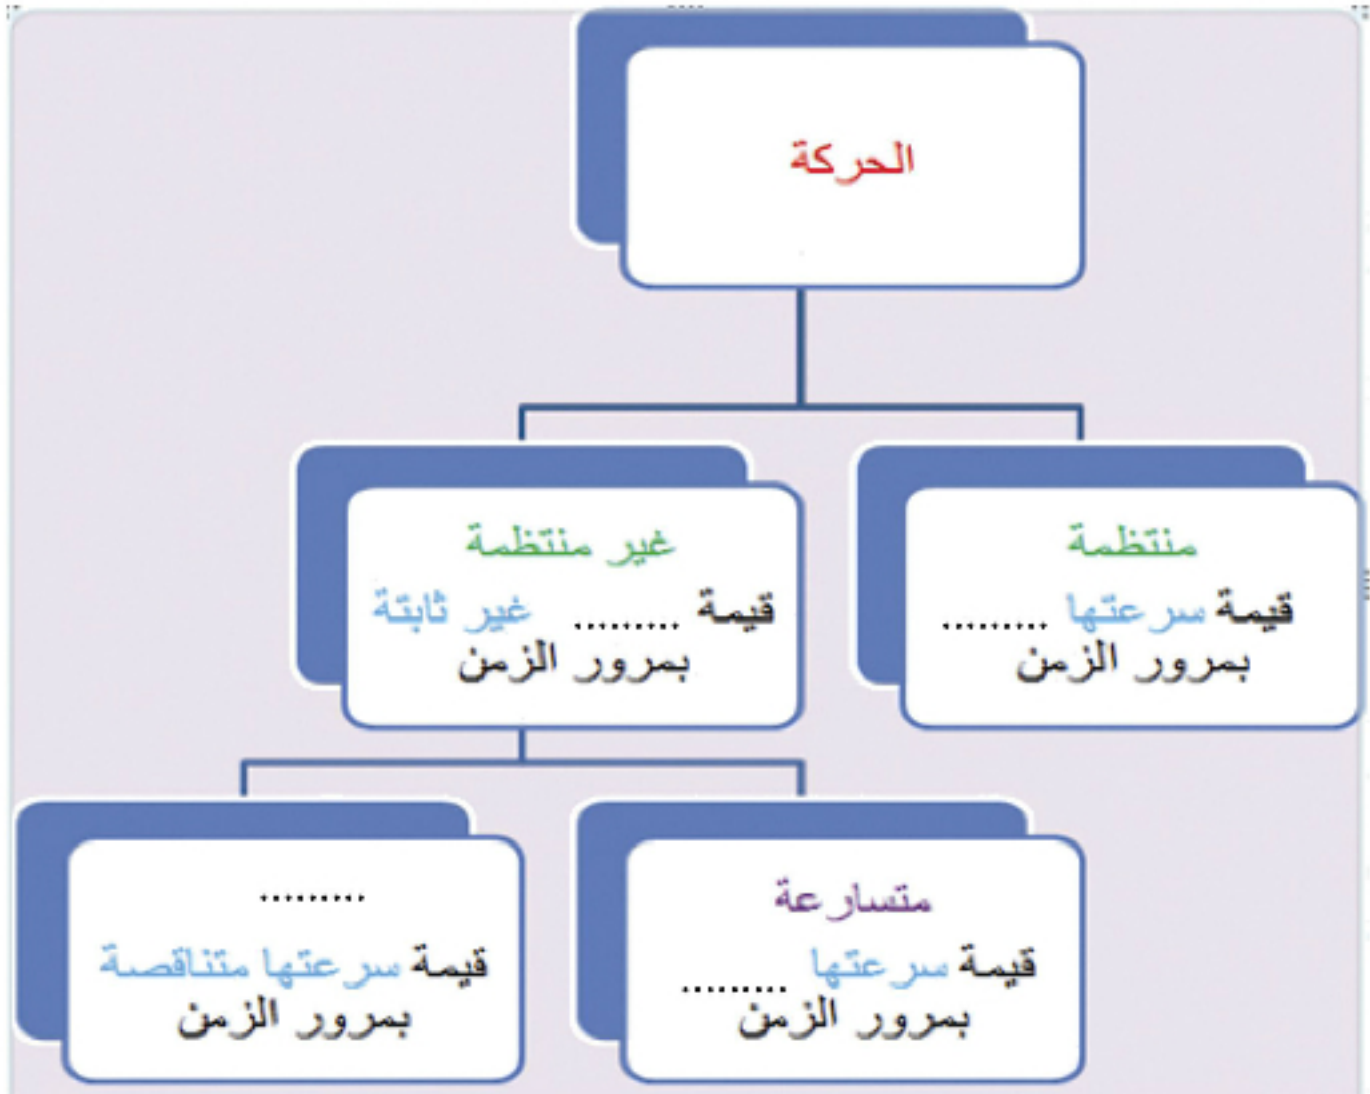 الحركة
منتظمة
قيمة سرعتها .........
بمرور الزمن
غير منتظمة
قيمة ......... غير ثابتة
بمرور الزمن
متسارعة
قيمة سرعتها .........
بمرور الزمن
.........
قيمة سرعتها متناقصة
بمرور الزمن